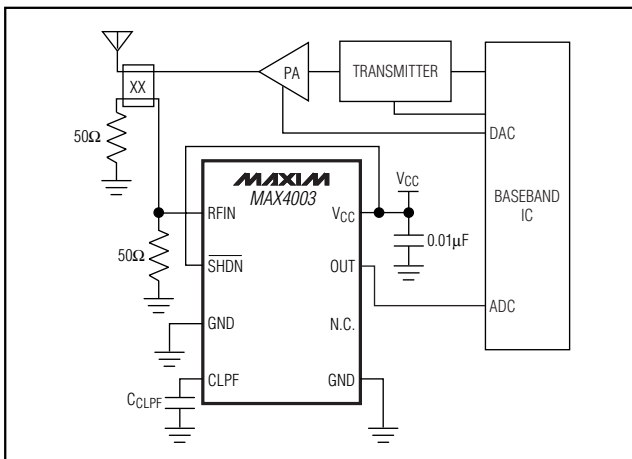 XX
PA
TRANSMITTER
50Ω
DAC
MAXIM
MAX4003
VCC
RFIN
VCC
BASEBAND
IC
0.01µF
50Ω
SHDN
OUT
ADC
GND
N.C.
CLPF
GND
CCLPF